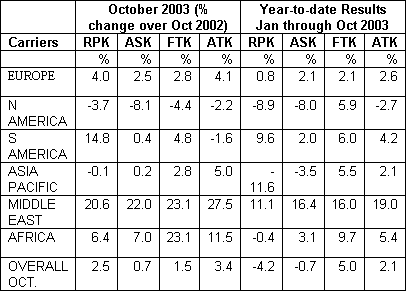 October 2003 (% change over Oct 2002) Year-to-date Results Jan through Oct 2003
Carriers RPK ASK FTK ATK RPK ASK FTK ATK
% % % % % % % %
EUROPE 4.0 2.5 2.8 4.1 0.8 2.1 2.1 2.6
N AMERICA -3.7 -8.1 -4.4 -2.2 -8.9 -8.0 5.9 -2.7
S AMERICA 14.8 0.4 4.8 -1.6 9.6 2.0 6.0 4.2
ASIA PACIFIC -0.1 0.2 2.8 5.0 -11.6 -3.5 5.5 2.1
MIDDLE EAST 20.6 22.0 23.1 27.5 11.1 16.4 16.0 19.0
AFRICA 6.4 7.0 23.1 11.5 -0.4 3.1 9.7 5.4
OVERALL OCT. 2.5 0.7 1.5 3.4 -4.2 -0.7 5.0 2.1